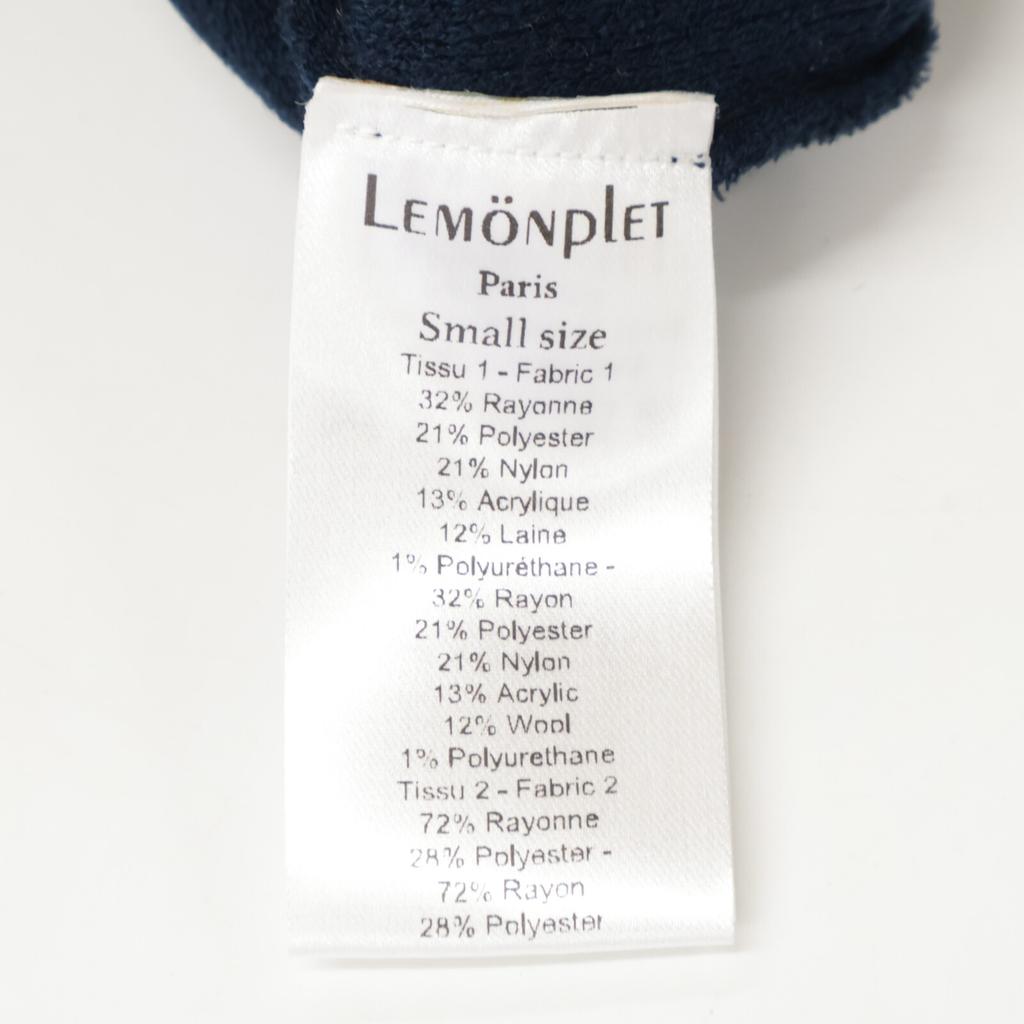 LEMÖNPLET
Paris
Small size
Tissu 1 - Fabric 1
32% Rayonne
21% Polyester
21% Nylon
13% Acrylique
12% Laine
1% Polyuréthane -
32% Rayon
21% Polyester
21% Nylon
13% Acrylic
12% Wool
1% Polyurethane
Tissu 2 - Fabric 2
72% Rayonne
28% Polyester -
72% Rayon
28% Polyester